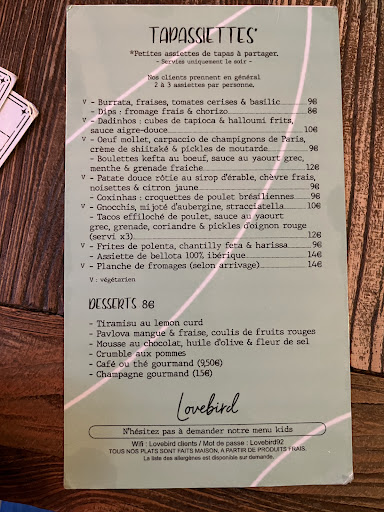 TAPASSIETTES*
*Petites assiettes de tapas à partager.
- Servies uniquement le soir -
Nos clients prennent en général
2 à 3 assiettes par personne.
V - Burrata, fraises, tomates cerises & basilic 9€
- Dips : fromage frais & chorizo 8€
V - Dadinhos : cubes de tapioca & halloumi frits,
sauce aigre-douce 10€
V - Oeuf mollet, carpaccio de champignons de Paris,
crème de shiitaké & pickles de moutarde 9€
- Boulettes kefta au boeuf, sauce au yaourt grec,
menthe & grenade fraîche 12€
V - Patate douce rôtie au sirop d'érable, chèvre frais,
noisettes & citron jaune 9€
- Coxinhas : croquettes de poulet brésiliennes 9€
V - Gnocchis, mijoté d'aubergine, stracciatella 10€
- Tacos effiloché de poulet, sauce au yaourt
grec, grenade, coriandre & pickles d'oignon rouge
(servi x3) 12€
V - Frites de polenta, chantilly feta & harissa 9€
- Assiette de bellota 100% ibérique 14€
V - Planche de fromages (selon arrivage) 14€
V : végétarien
DESSERTS 8€
- Tiramisu au lemon curd
- Pavlova mangue & fraise, coulis de fruits rouges
- Mousse au chocolat, huile d'olive & fleur de sel
- Crumble aux pommes
- Café ou thé gourmand (9,50€)
- Champagne gourmand (15€)
Lovebird
N'hésitez pas à demander notre menu kids
Wifi : Lovebird clients / Mot de passe : Lovebird92
TOUS NOS PLATS SONT FAITS MAISON, A PARTIR DE PRODUITS FRAIS.
La liste des allergènes est disponible sur demande.